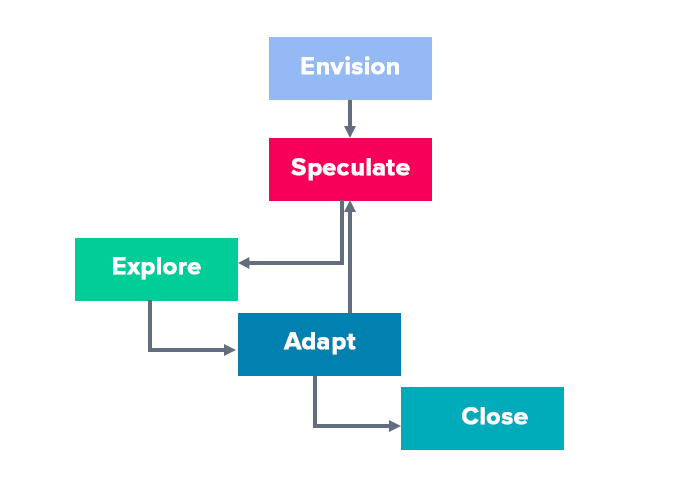 Envision
Speculate
Explore
Adapt
Close